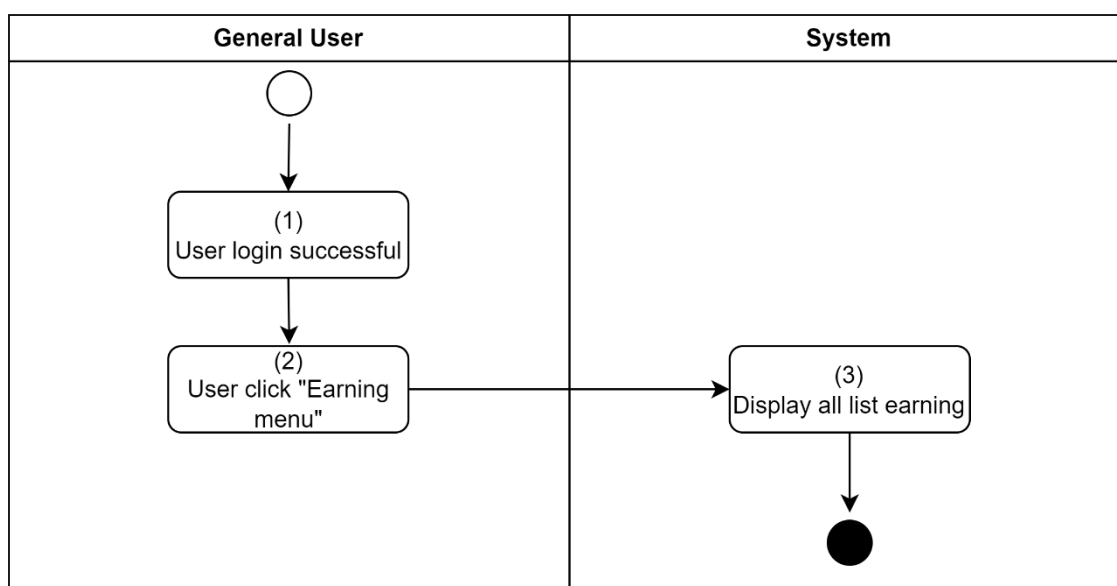 General User
System
(1)
User login successful
(2)
User click "Earning
menu"
(3)
Display all list earning